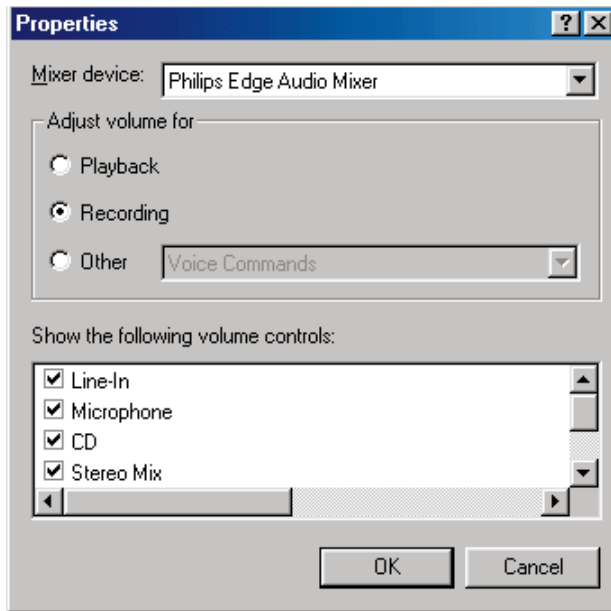 Properties
Mixer device: Philips Edge Audio Mixer
Adjust volume for
Playback
Recording
Other Voice Commands
Show the following volume controls:
Line-In
Microphone
CD
Stereo Mix
OK Cancel